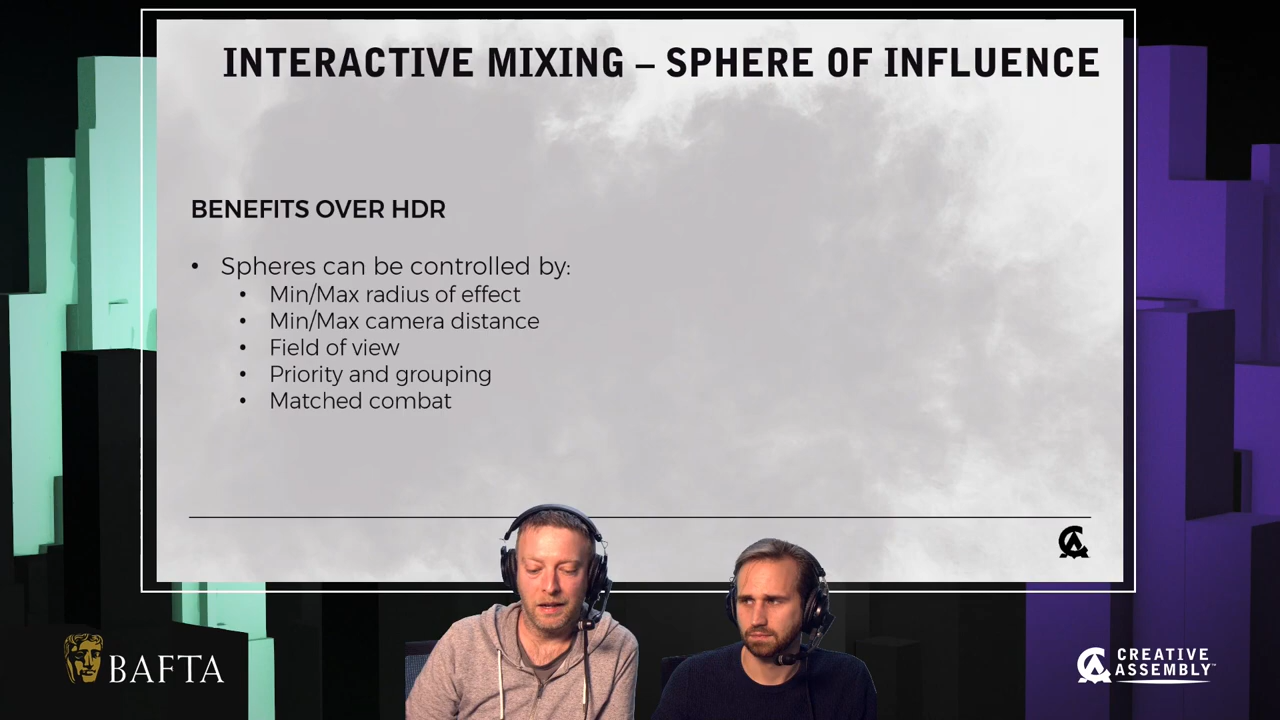 INTERACTIVE MIXING – SPHERE OF INFLUENCE
BENEFITS OVER HDR
• Spheres can be controlled by:
• Min/Max radius of effect
• Min/Max camera distance
• Field of view
• Priority and grouping
• Matched combat
BAFTA
CREATIVE
ASSEMBLY™